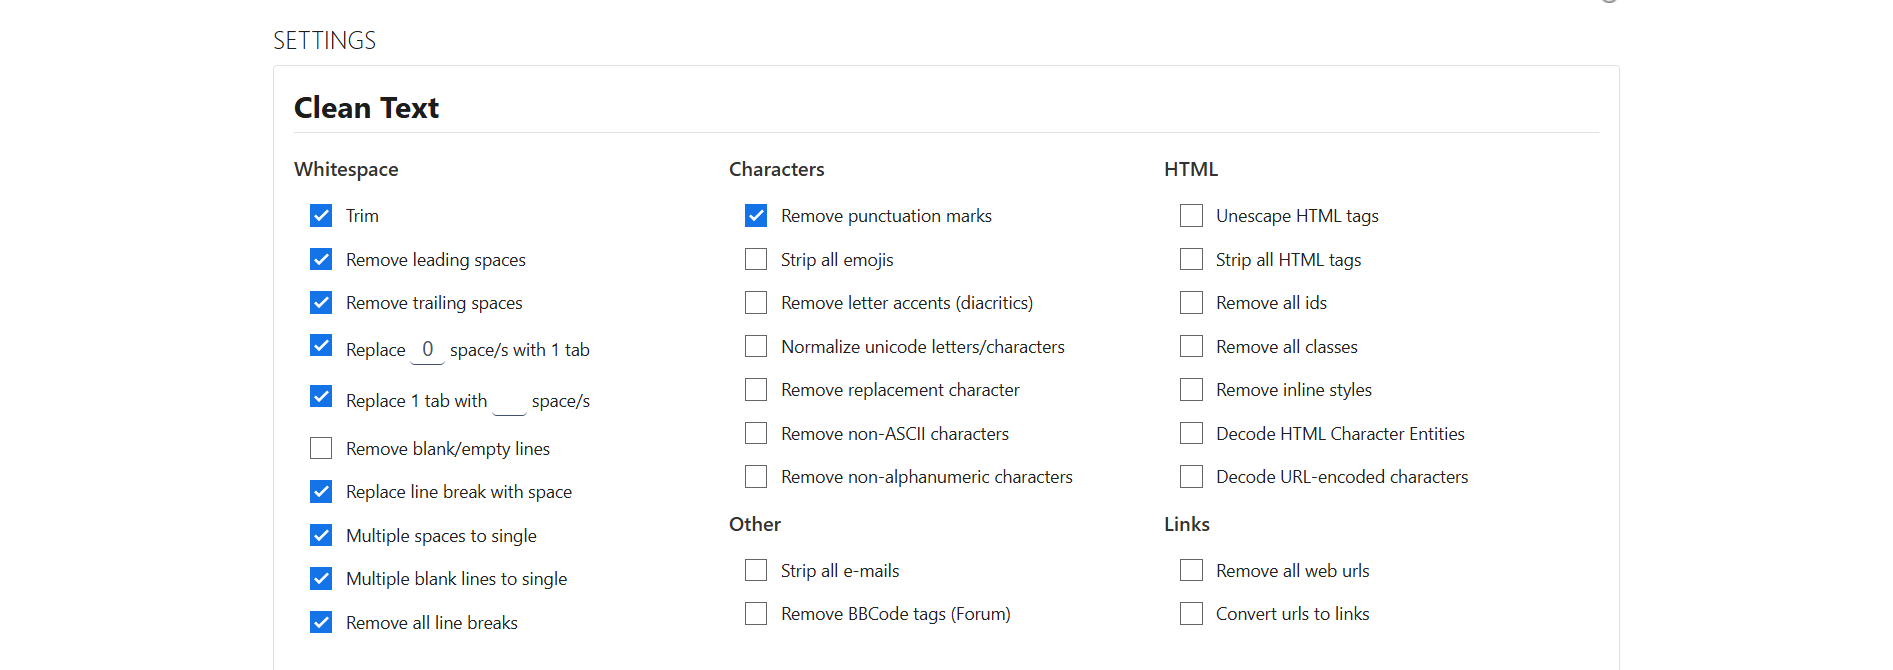 SETTINGS
Clean Text
Whitespace
Trim
Remove leading spaces
Remove trailing spaces
Replace 0 space/s with 1 tab
Replace 1 tab with space/s
Remove blank/empty lines
Replace line break with space
Multiple spaces to single
Multiple blank lines to single
Remove all line breaks
Characters
Remove punctuation marks
Strip all emojis
Remove letter accents (diacritics)
Normalize unicode letters/characters
Remove replacement character
Remove non-ASCII characters
Remove non-alphanumeric characters
Other
Strip all e-mails
Remove BBCode tags (Forum)
HTML
Unescape HTML tags
Strip all HTML tags
Remove all ids
Remove all classes
Remove inline styles
Decode HTML Character Entities
Decode URL-encoded characters
Links
Remove all web urls
Convert urls to links